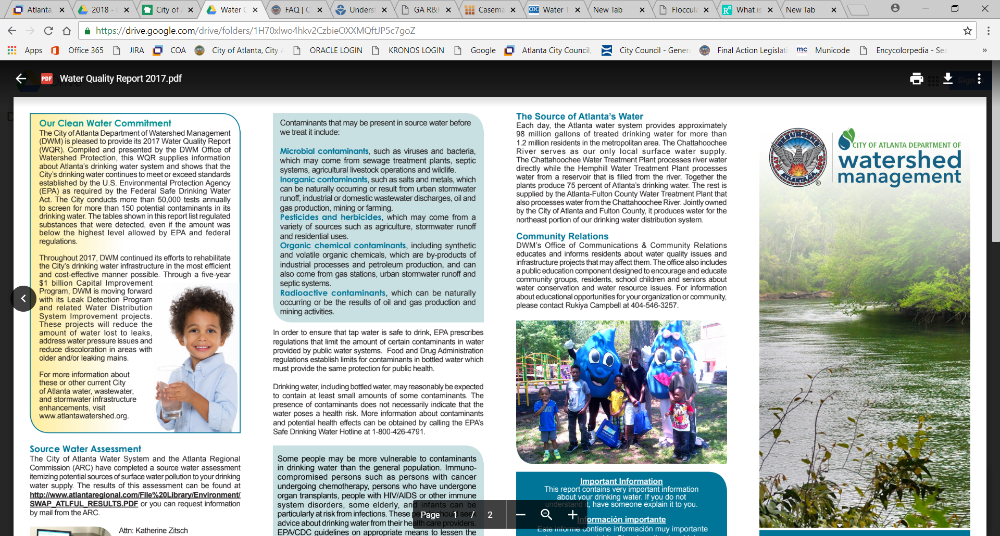 Atlanta,
2018 -
City of
Water
FAQ | C
Underst
GA R&
Casema
CDC
Water T
New Tab
Floccul
What is
New Tab
https://drive.google.com/drive/folders/1H70xlwo4hkv2CzbieOXXMQftJP5c7goZ
Apps
Office 365
JIRA
COA
City of Atlanta, City
ORACLE LOGIN
KRONOS LOGIN
Google
Atlanta City Council,
City Council - Genera
Final Action Legislati
mc
Municode
Encycolorpedia - Sea
»
PDF
Water Quality Report 2017.pdf
Sign
Our Clean Water Commitment
The City of Atlanta Department of Watershed Management
(DWM) is pleased to provide its 2017 Water Quality Report
(WQR). Compiled and presented by the DWM Office of
Watershed Protection, this WQR supplies information
about Atlanta's drinking water system and shows that the
City's drinking water continues to meet or exceed standards
established by the U.S. Environmental Protection Agency
(EPA) as required by the Federal Safe Drinking Water
Act. The City conducts more than 50,000 tests annually
to screen for more than 150 potential contaminants in its
drinking water. The tables shown in this report list regulated
substances that were detected, even if the amount was
below the highest level allowed by EPA and federal
regulations.
Throughout 2017, DWM continued its efforts to rehabilitate
the City's drinking water infrastructure in the most efficient
and cost-effective manner possible. Through a five-year
$1 billion Capital Improvement
Program, DWM is moving forward
with its Leak Detection Program
and related Water Distribution
System Improvement projects.
These projects will reduce the
amount of water lost to leaks,
address water pressure issues and
reduce discoloration in areas with
older and/or leaking mains.
For more information about
these or other current City
of Atlanta water, wastewater,
and stormwater infrastructure
enhancements, visit
www.atlantawatershed.org.
Source Water Assessment
The City of Atlanta Water System and the Atlanta Regional
Commission (ARC) have completed a source water assessment
itemizing potential sources of surface water pollution to your drinking
water supply. The results of this assessment can be found at
http://www.atlantaregional.com/File%20Library/Environment/
SWAP_ATLFUL_RESULTS.PDF or you can request information
by mail from the ARC.
Attn: Katherine Zitsch
Contaminants that may be present in source water before
we treat it include:
Microbial contaminants, such as viruses and bacteria,
which may come from sewage treatment plants, septic
systems, agricultural livestock operations and wildlife.
Inorganic contaminants, such as salts and metals, which
can be naturally occurring or result from urban stormwater
runoff, industrial or domestic wastewater discharges, oil and
gas production, mining or farming.
Pesticides and herbicides, which may come from a
variety of sources such as agriculture, stormwater runoff
and residential uses.
Organic chemical contaminants, including synthetic
and volatile organic chemicals, which are by-products of
industrial processes and petroleum production, and can
also come from gas stations, urban stormwater runoff and
septic systems.
Radioactive contaminants, which can be naturally
occurring or be the results of oil and gas production and
mining activities.
In order to ensure that tap water is safe to drink, EPA prescribes
regulations that limit the amount of certain contaminants in water
provided by public water systems. Food and Drug Administration
regulations establish limits for contaminants in bottled water which
must provide the same protection for public health.
Drinking water, including bottled water, may reasonably be expected
to contain at least small amounts of some contaminants. The
presence of contaminants does not necessarily indicate that the
water poses a health risk. More information about contaminants
and potential health effects can be obtained by calling the EPA's
Safe Drinking Water Hotline at 1-800-426-4791.
Some people may be more vulnerable to contaminants
in drinking water than the general population. Immuno-
compromised persons such as persons with cancer
undergoing chemotherapy, persons who have undergone
organ transplants, people with HIV/AIDS or other immune
system disorders, some elderly, and infants can be
particularly at risk from infections. These people should seek
advice about drinking water from their health care providers.
EPA/CDC guidelines on appropriate means to lessen the
The Source of Atlanta's Water
Each day, the Atlanta water system provides approximately
98 million gallons of treated drinking water for more than
1.2 million residents in the metropolitan area. The Chattahoochee
River serves as our only local surface water supply.
The Chattahoochee Water Treatment Plant processes river water
directly while the Hemphill Water Treatment Plant processes
water from a reservoir that is filled from the river. Together the
plants produce 75 percent of Atlanta's drinking water. The rest is
supplied by the Atlanta-Fulton County Water Treatment Plant that
also processes water from the Chattahoochee River. Jointly owned
by the City of Atlanta and Fulton County, it produces water for the
northeast portion of our drinking water distribution system.
Community Relations
DWM's Office of Communications & Community Relations
educates and informs residents about water quality issues and
infrastructure projects that may affect them. The office also includes
a public education component designed to encourage and educate
community groups, residents, school children and seniors about
water conservation and water resource issues. For information
about educational opportunities for your organization or community,
please contact Rukiya Campbell at 404-546-3257.
Important Information
This report contains very important information
about your drinking water. If you do not
understand it, have someone explain it to you.
Información importante
Este informe contiene información muy importante
RESURGENS
1847 1865
ATLANTA, GA.
®
CITY OF ATLANTA DEPARTMENT OF
watershed
management
Page 1 / 2